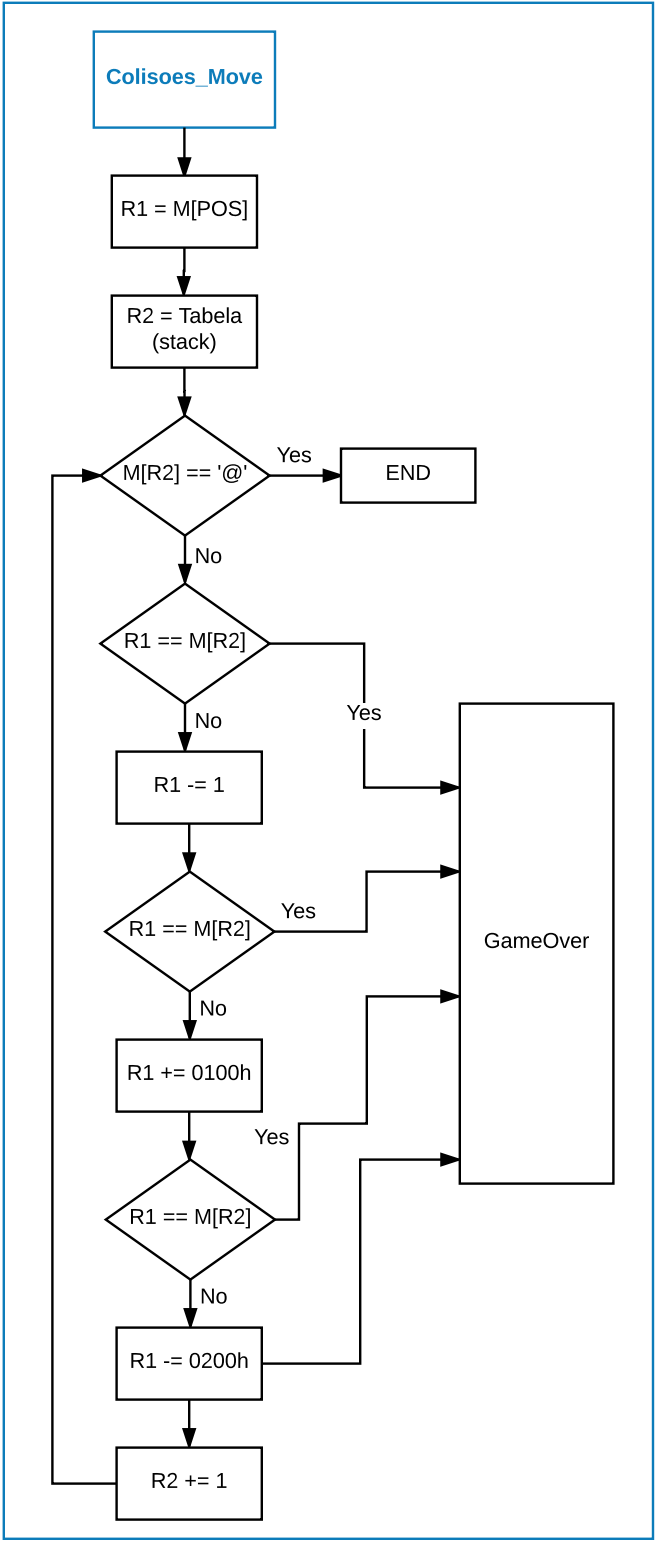 Colisoes_Move
R1 = M[POS]
R2 = Tabela
(stack)
M[R2] == '@'
Yes
END
No
R1 == M[R2]
Yes
No
R1 -= 1
R1 == M[R2]
Yes
GameOver
No
R1 += 0100h
Yes
R1 == M[R2]
No
R1 -= 0200h
R2 += 1